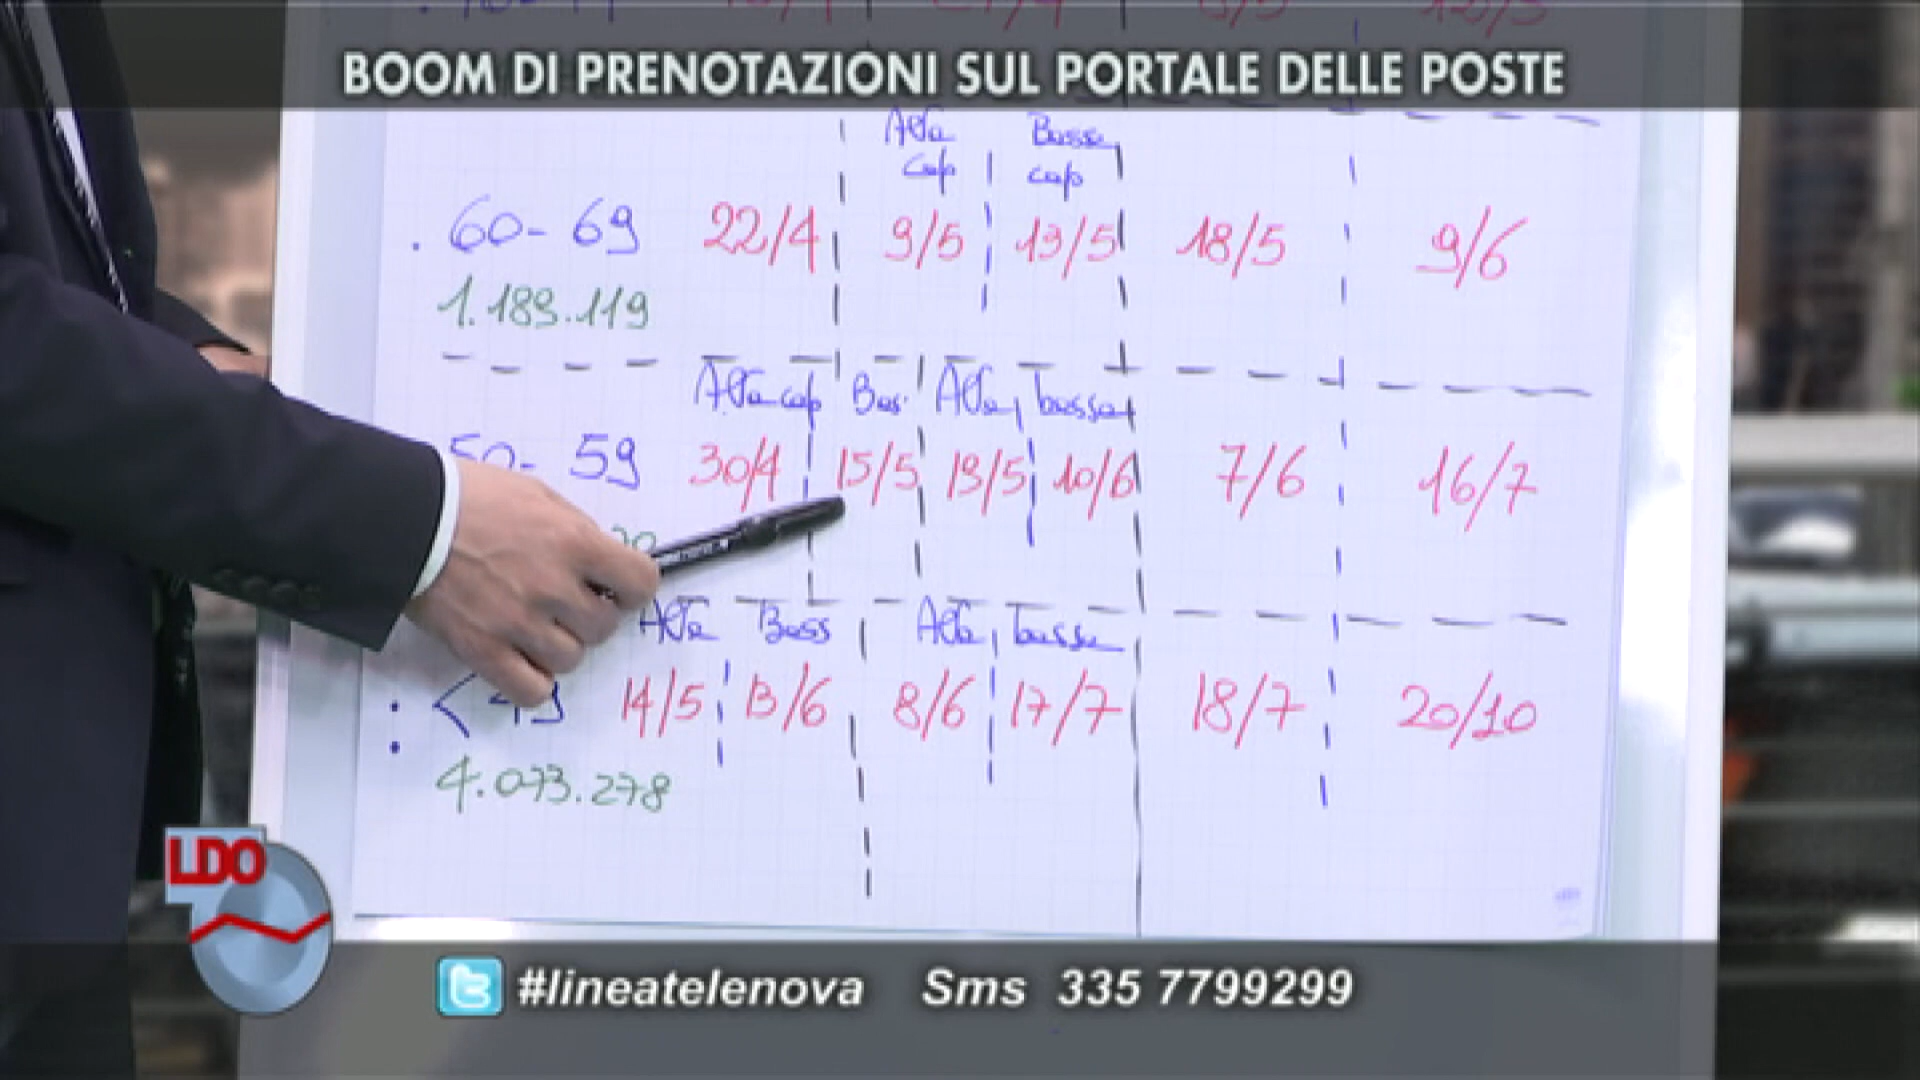 BOOM DI PRENOTAZIONI SUL PORTALE DELLE POSTE
Alta cap Bassa cap
60-69 22/4 9/5 13/5 18/5 9/6
1.189.119
Alta cap Bas. Alta bassa
50-59 30/4 15/5 19/5 10/6 7/6 16/7
Alta Bass Alta bassa
<49 14/5 13/6 8/6 17/7 18/7 20/10
4.073.278
LDO
#lineatelenova Sms 335 7799299